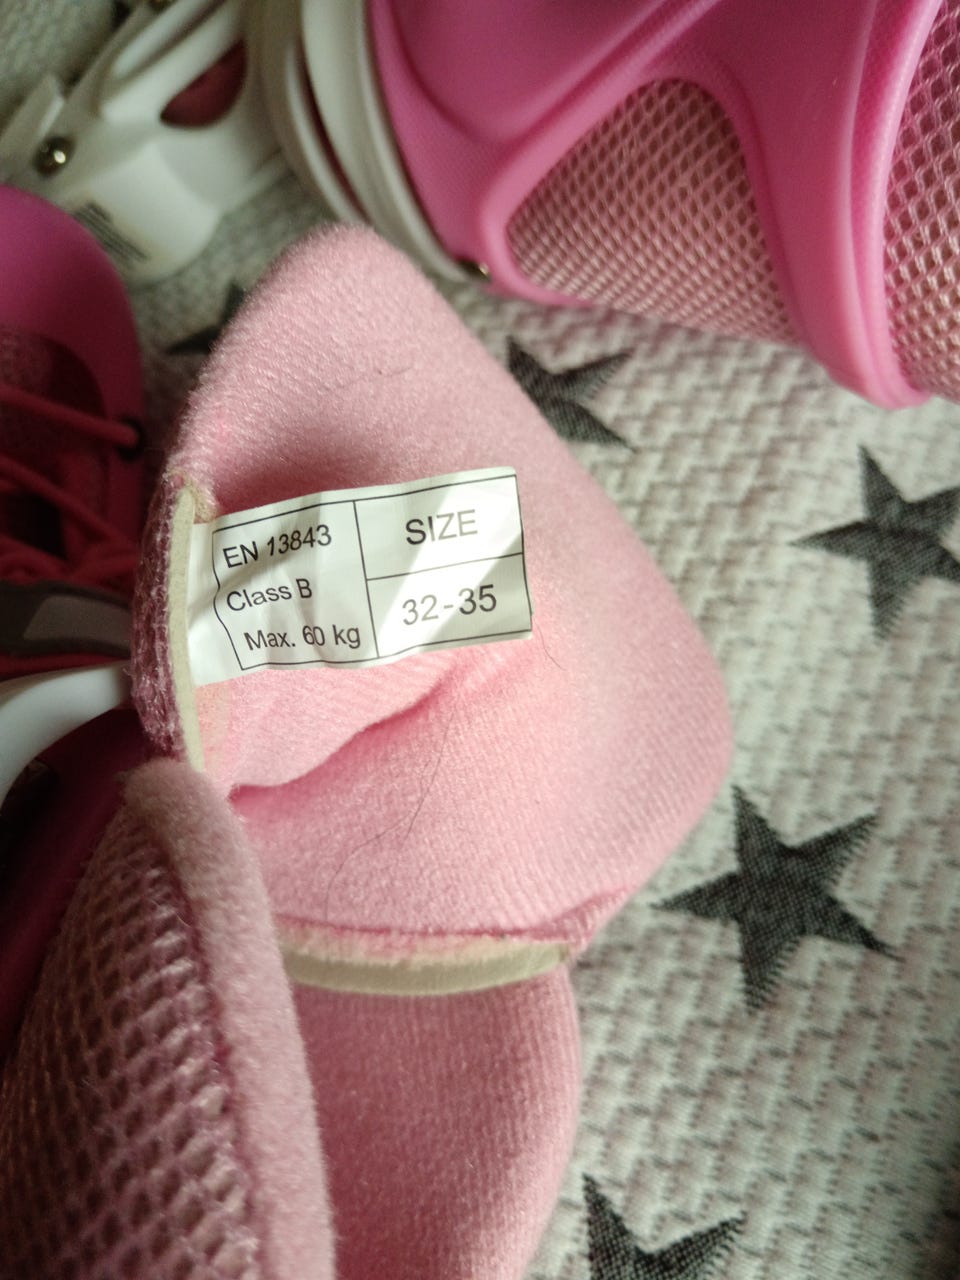 EN 13843
Class B
Max. 60 kg
SIZE
32-35